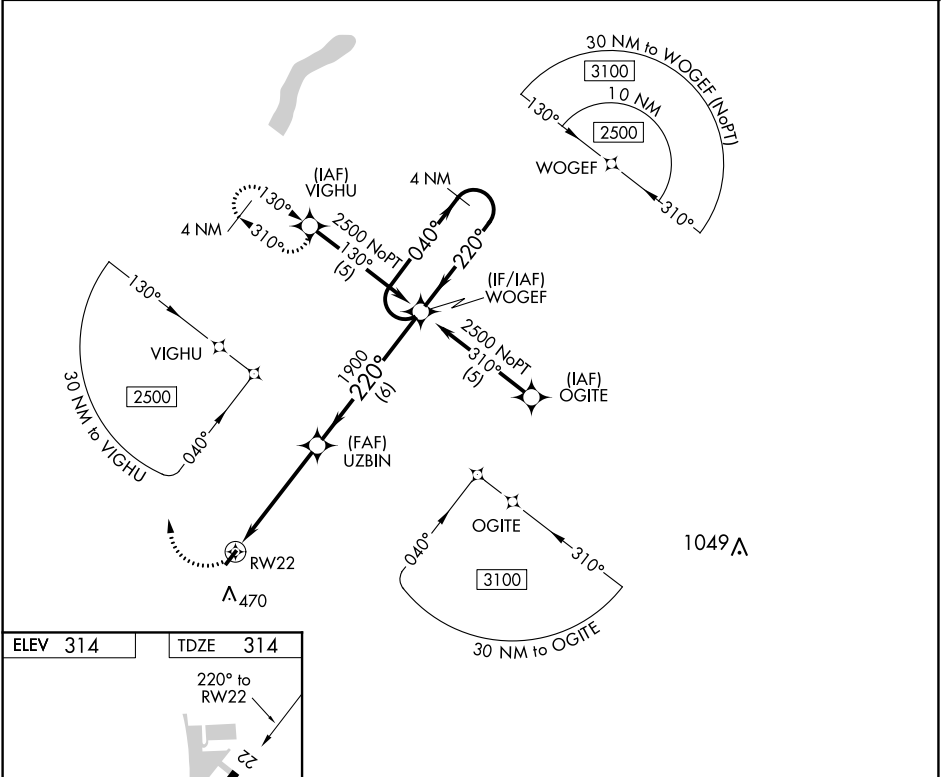 30 NM to WOGEF (NoPT)
3100
10 NM
2500
130°
WOGEF
310°
(IAF)
VIGHU
130°
4 NM
310°
2500 NoPT
130°
(5)
4 NM
040°
220°
(IF/IAF)
WOGEF
2500 NoPT
310°
(5)
(IAF)
OGITE
130°
VIGHU
2500
30 NM to VIGHU
040°
1900
220°
(6)
(FAF)
UZBIN
RW22
470
OGITE
040°
310°
3100
30 NM to OGITE
1049
ELEV 314
TDZE 314
220° to
RW22
22